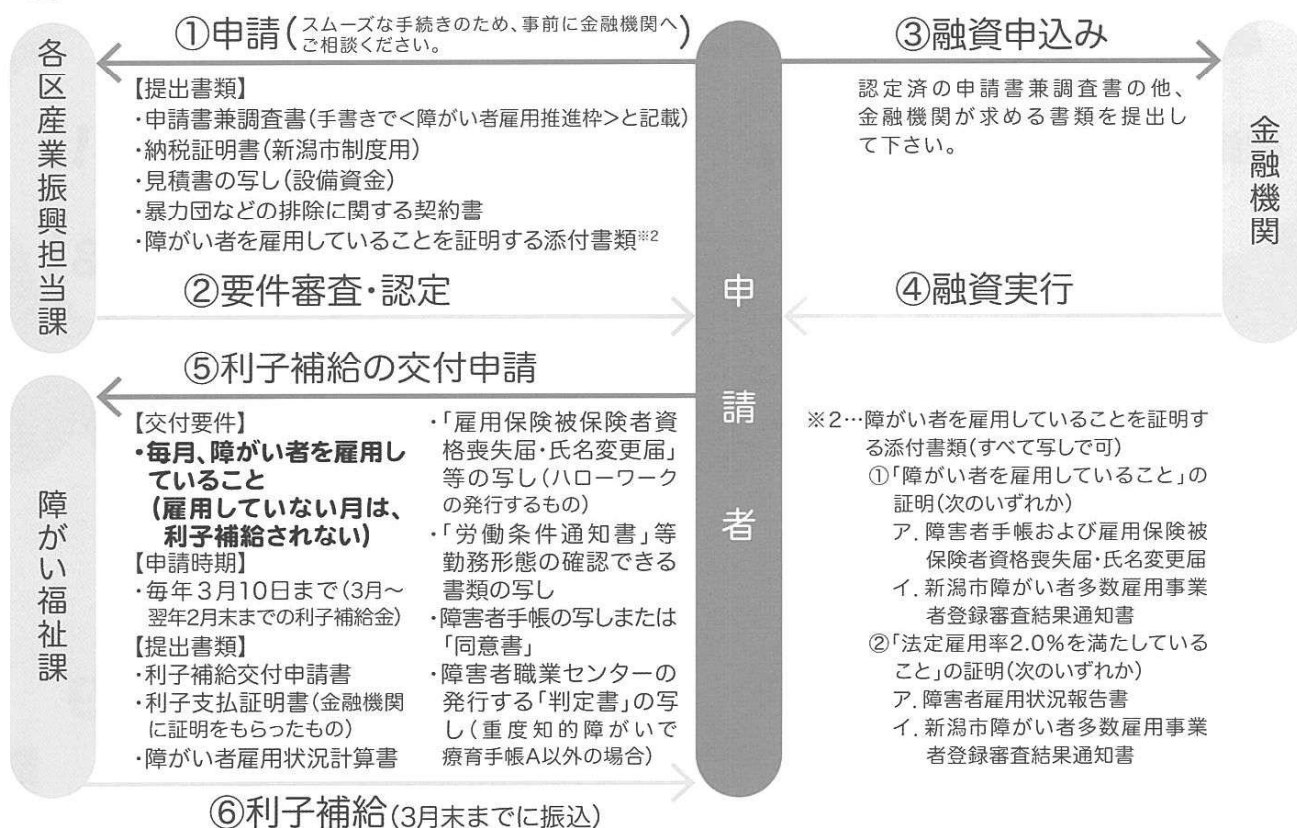 各区産業振興担当課
①申請(スムーズな手続きのため、事前に金融機関へ
ご相談ください。)
【提出書類】
・申請書兼調査書(手書きで<障がい者雇用推進枠>と記載)
・納税証明書(新潟市制度用)
・見積書の写し(設備資金)
・暴力団などの排除に関する契約書
・障がい者を雇用していることを証明する添付書類※2
②要件審査・認定
申請者
③融資申込み
認定済の申請書兼調査書の他、
金融機関が求める書類を提出し
て下さい。
④融資実行
金融機関
障がい福祉課
⑤利子補給の交付申請
【交付要件】
・毎月、障がい者を雇用し
ていること
(雇用していない月は、
利子補給されない)
【申請時期】
・毎年3月10日まで(3月〜
翌年2月末までの利子補給金)
【提出書類】
・利子補給交付申請書
・利子支払証明書(金融機関
に証明をもらったもの)
・障がい者雇用状況計算書
・「雇用保険被保険者資
格喪失届・氏名変更届」
等の写し(ハローワーク
の発行するもの)
・「労働条件通知書」等
勤務形態の確認できる
書類の写し
・障害者手帳の写しまたは
「同意書」
・障害者職業センターの
発行する「判定書」の写
し(重度知的障がいで
療育手帳A以外の場合)
⑥利子補給(3月末までに振込)
※2…障がい者を雇用していることを証明す
る添付書類(すべて写しで可)
①「障がい者を雇用していること」の
証明(次のいずれか)
ア.障害者手帳および雇用保険被
保険者資格喪失届・氏名変更届
イ.新潟市障がい者多数雇用事業
者登録審査結果通知書
②「法定雇用率2.0%を満たしている
こと」の証明(次のいずれか)
ア.障害者雇用状況報告書
イ.新潟市障がい者多数雇用事業
者登録審査結果通知書